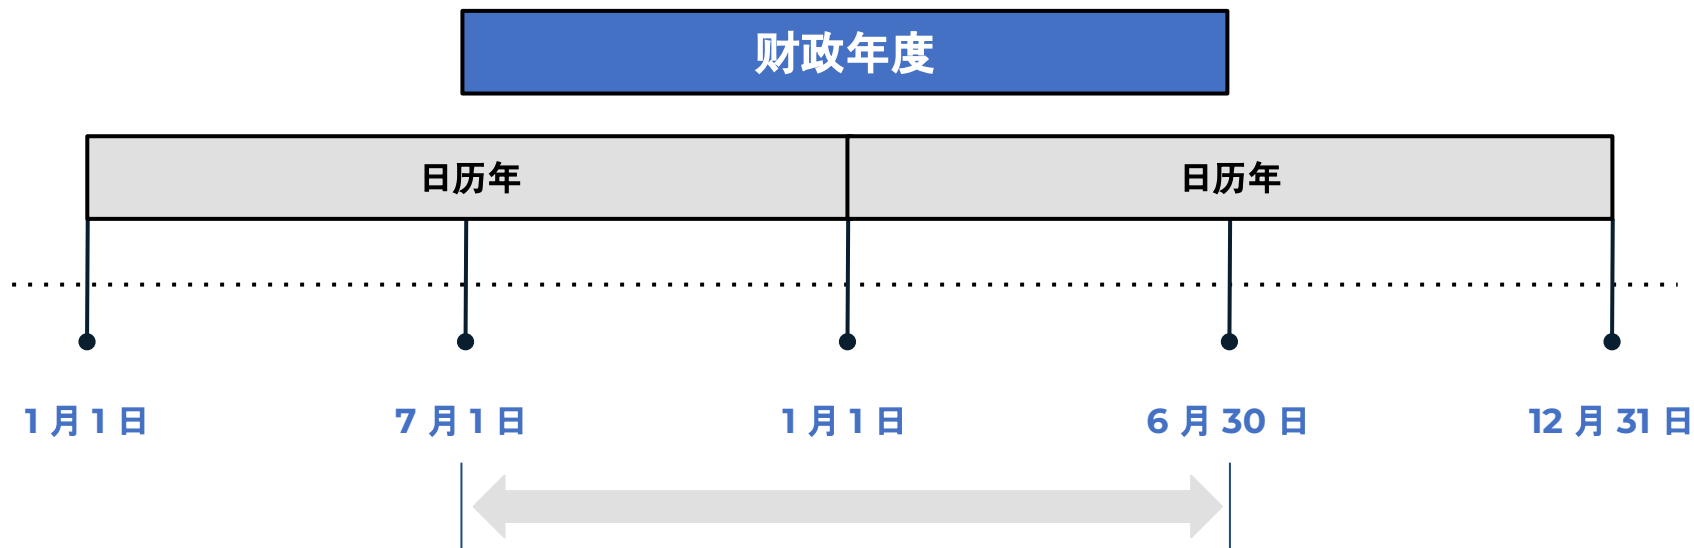 财政年度
日历年 日历年
1 月 1 日 7 月 1 日 1 月 1 日 6 月 30 日 12 月 31 日